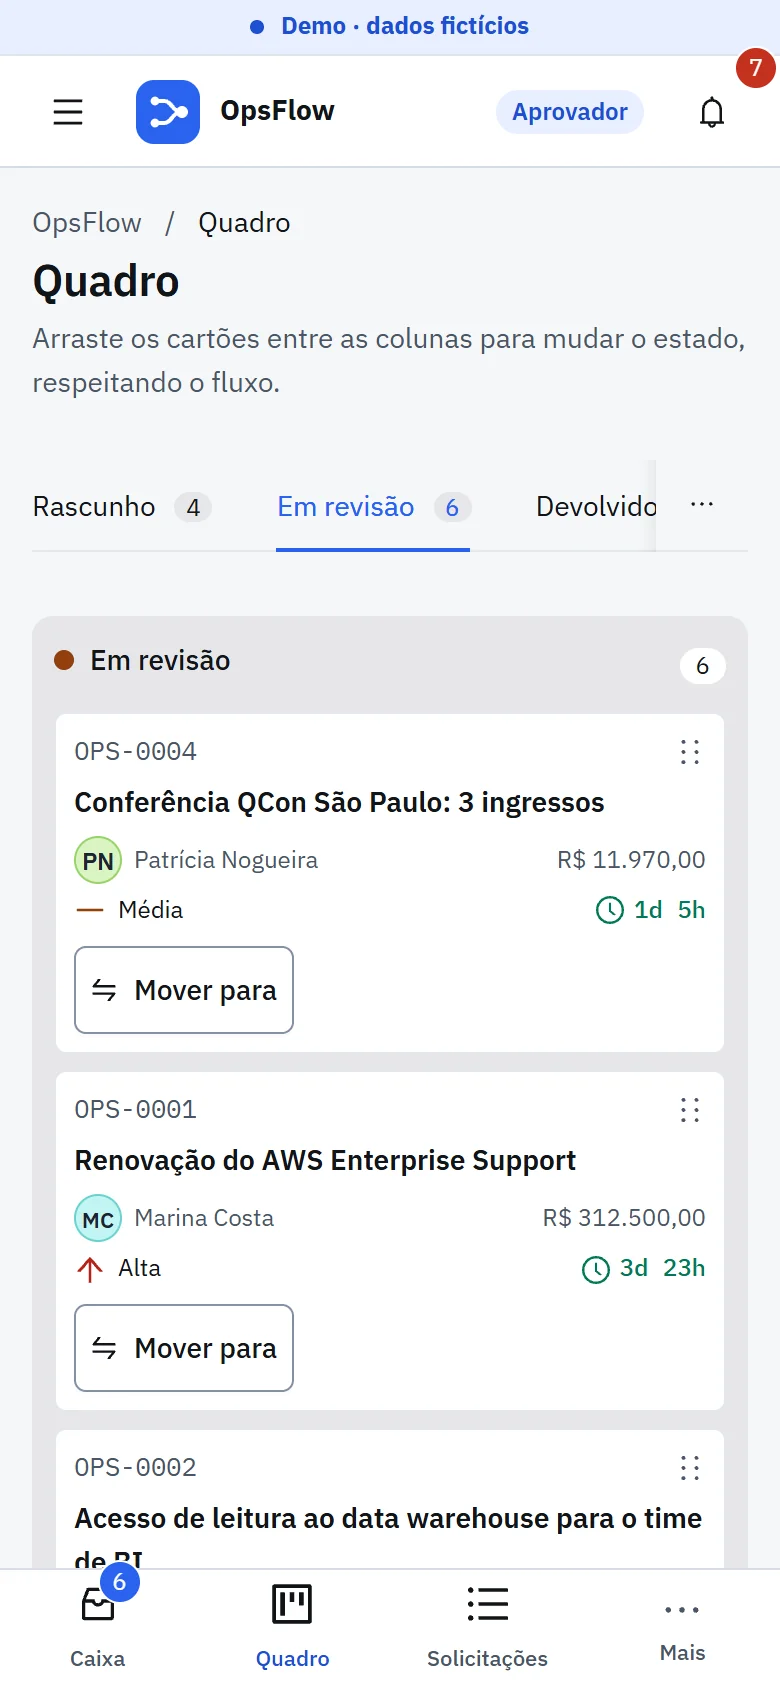 Demo · dados fictícios
7
OpsFlow
Aprovador
OpsFlow / Quadro
Quadro
Arraste os cartões entre as colunas para mudar o estado,
respeitando o fluxo.
Rascunho 4 Em revisão 6 Devolvido ···
Em revisão 6
OPS-0004
Conferência QCon São Paulo: 3 ingressos
PN Patrícia Nogueira R$ 11.970,00
Média 1d 5h
Mover para
OPS-0001
Renovação do AWS Enterprise Support
MC Marina Costa R$ 312.500,00
Alta 3d 23h
Mover para
OPS-0002
Acesso de leitura ao data warehouse para o time
de BI
6
Caixa Quadro Solicitações Mais